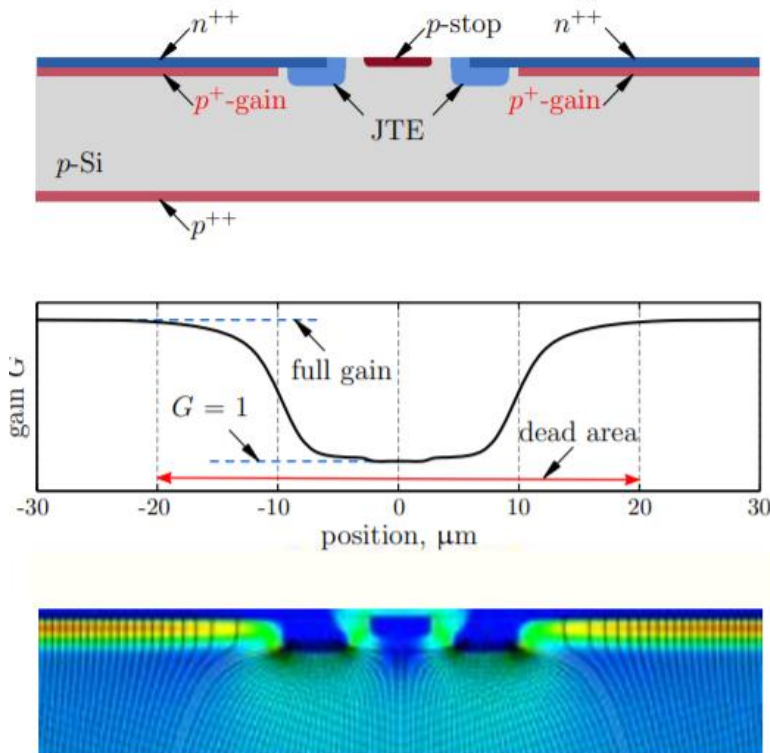 n++ p-stop n++
p+-gain p+-gain
JTE
p-Si
p++
full gain
G = 1
dead area
gain G
-30 -20 -10 0 10 20 30
position, μm